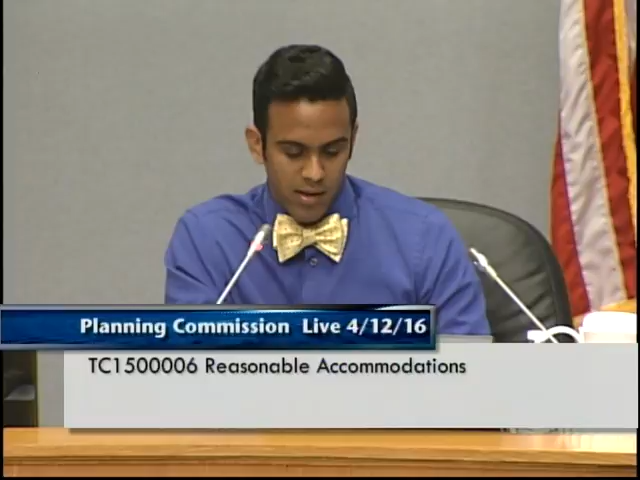 Planning Commission Live 4/12/16
TC1500006 Reasonable Accommodations